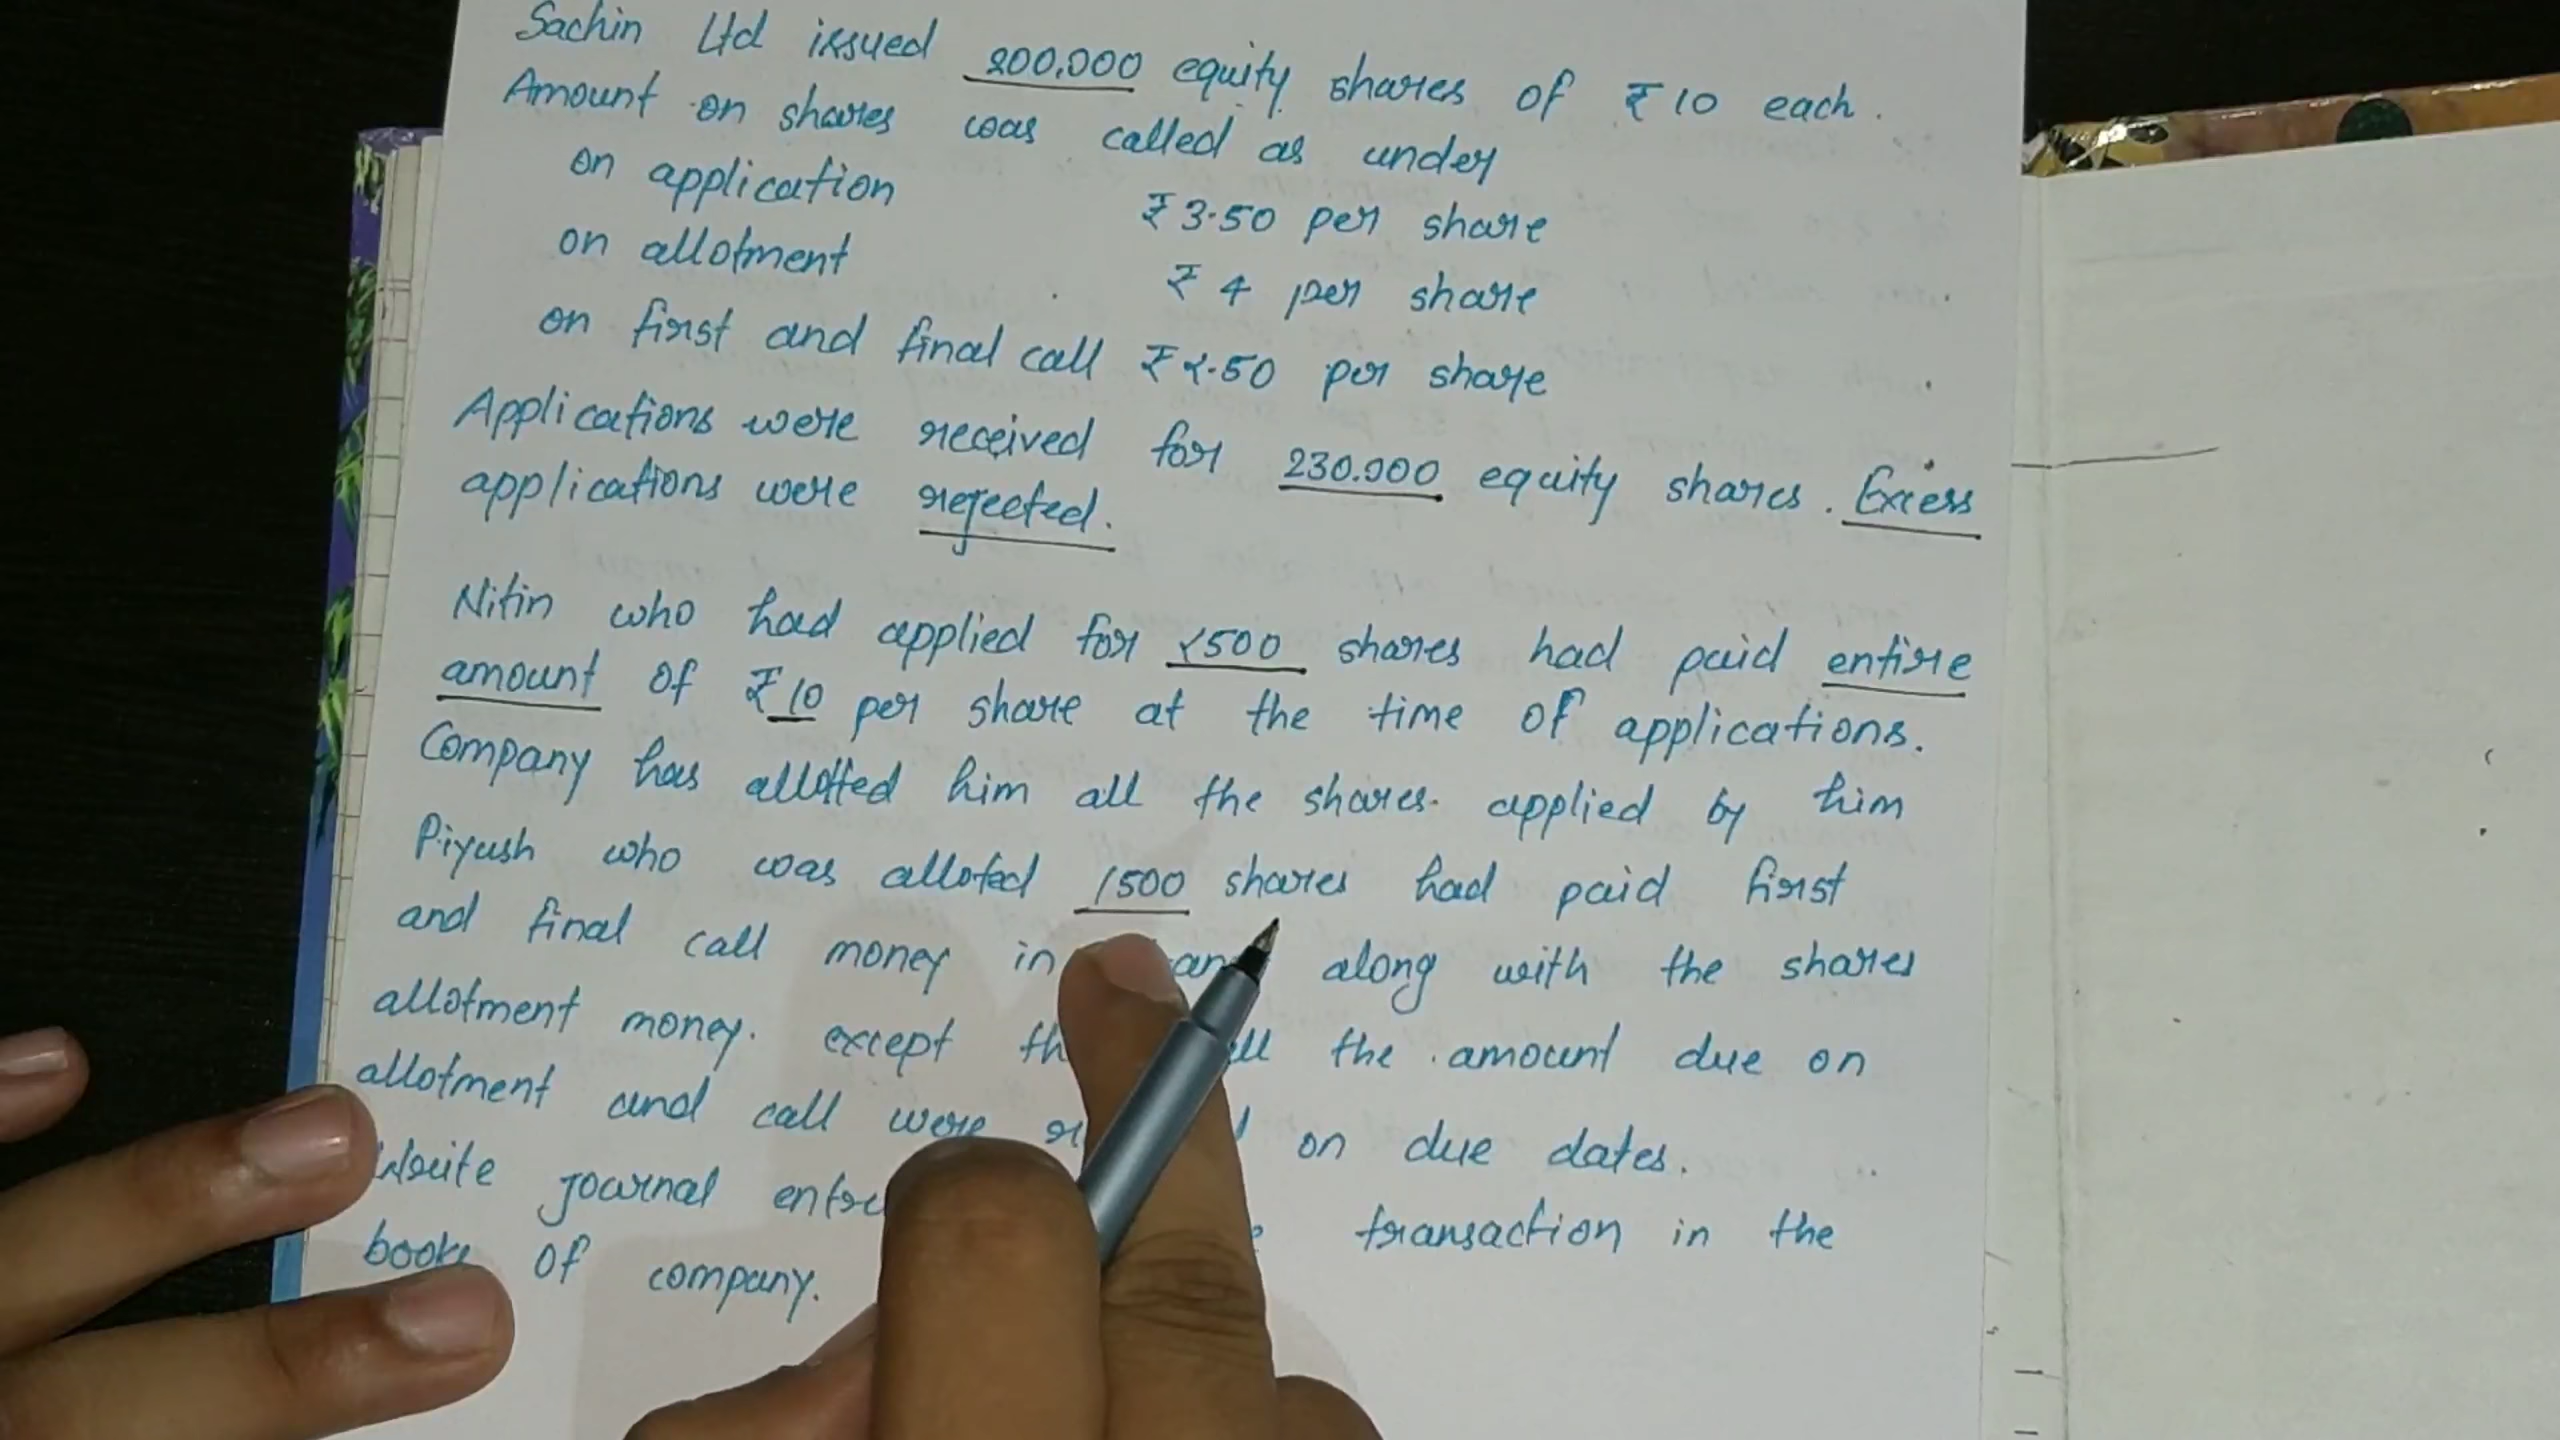 Sachin Ltd issued 200,000 equity shares of ₹10 each.
Amount on shares was called as under
on application ₹3.50 per share
on allotment ₹4 per share
on first and final call ₹2.50 per share
Applications were received for 230.000 equity shares. Excess
applications were rejected.
Nitin who had applied for 2500 shares had paid entire
amount of ₹10 per share at the time of applications.
Company has allotted him all the shares applied by him
Piyush who was alloted 1500 shares had paid first
and final call money in along with the shares
allotment money. except the amount due on
allotment and call were on due dates.
Write journal transaction in the
books of company.